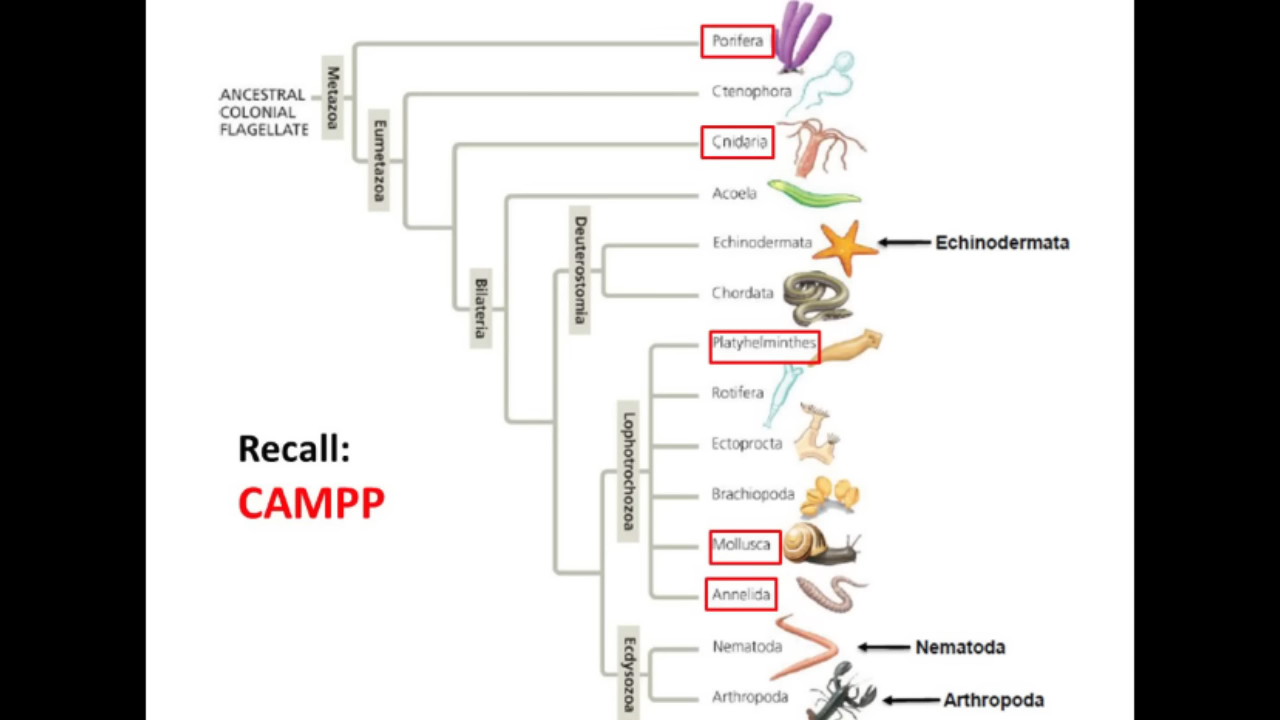 Porifera
Metazoa
ANCESTRAL
COLONIAL
FLAGELLATE
Ctenophora
Eumetazoa
Cnidaria
Acoela
Deuterostomia
Echinodermata
Echinodermata
Bilateria
Chordata
Platyhelminthes
Rotifera
Lophotrochozoa
Ectoprocta
Recall:
CAMPP
Brachiopoda
Mollusca
Annelida
Ecdysozoa
Nematoda
Nematoda
Arthropoda
Arthropoda